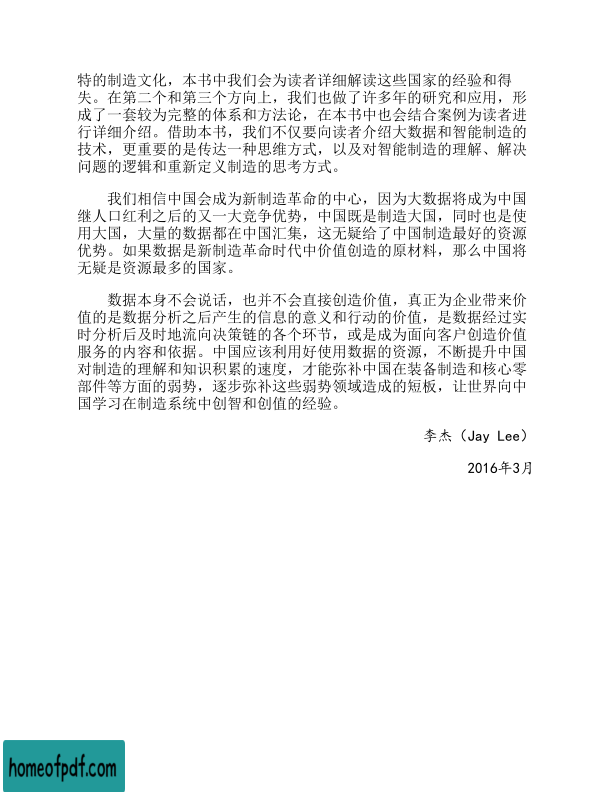 特的制造文化，本书中我们会为读者详细解读这些国家的经验和得
失。在第二个和第三个方向上，我们也做了许多年的研究和应用，形
成了一套较为完整的体系和方法论，在本书中也会结合案例为读者进
行详细介绍。借助本书，我们不仅要向读者介绍大数据和智能制造的
技术，更重要的是传达一种思维方式，以及对智能制造的理解、解决
问题的逻辑和重新定义制造的思考方式。
我们相信中国会成为新制造革命的中心，因为大数据将成为中国
继人口红利之后的又一大竞争优势，中国既是制造大国，同时也是使
用大国，大量的数据都在中国汇集，这无疑给了中国制造最好的资源
优势。如果数据是新制造革命时代中价值创造的原材料，那么中国将
无疑是资源最多的国家。
数据本身不会说话，也并不会直接创造价值，真正为企业带来价
值的是数据分析之后产生的信息的意义和行动的价值，是数据经过实
时分析后及时地流向决策链的各个环节，或是成为面向客户创造价值
服务的内容和依据。中国应该利用好使用数据的资源，不断提升中国
对制造的理解和知识积累的速度，才能弥补中国在装备制造和核心零
部件等方面的弱势，逐步弥补这些弱势领域造成的短板，让世界向中
国学习在制造系统中创智和创值的经验。
李杰（Jay Lee）
2016年3月
homeofpdf.com